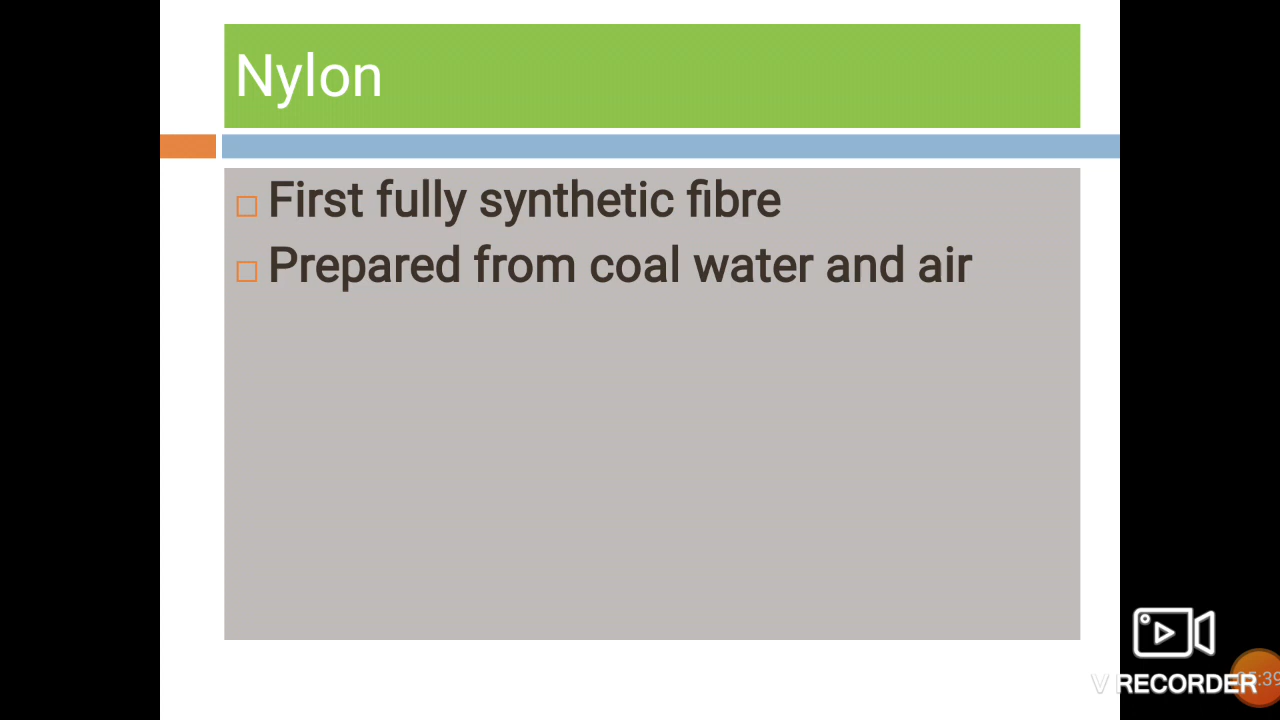 Nylon
First fully synthetic fibre
Prepared from coal water and air
V RECORDER